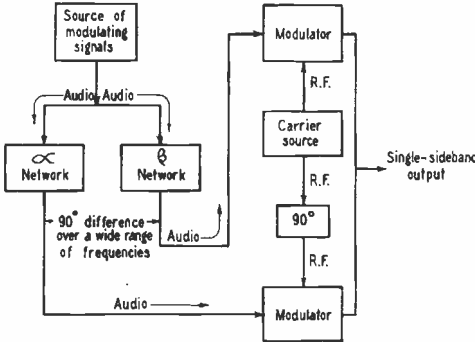 Source of
modulating
signals
Audio Audio
∝
Network
β
Network
90° difference
over a wide range
of frequencies
Audio
Audio
Modulator
R.F.
Carrier
source
R.F.
90°
R.F.
Modulator
Single-sideband
output